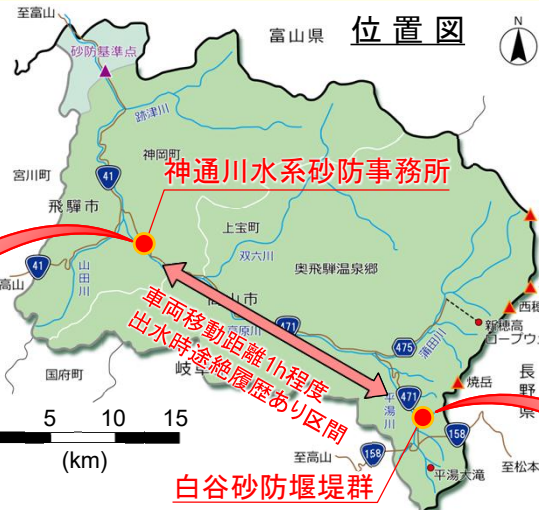 至富山
富山県
位置図
N
砂防基準点
跡津川
神岡町
41
宮川町
神通川水系砂防事務所
飛騨市
上宝町
双六川
41
山田川
奥飛騨温泉郷
高山
高山市
車両移動距離1h程度
出水時途絶履歴あり区間
高原川
471
西穂
475
蒲田川
新穂高
ロープウェ
国府町
岐阜
長野県
焼岳
471
平湯川
5 10 15
(km)
158
158
至高山
至松本
平湯大滝
白谷砂防堰堤群